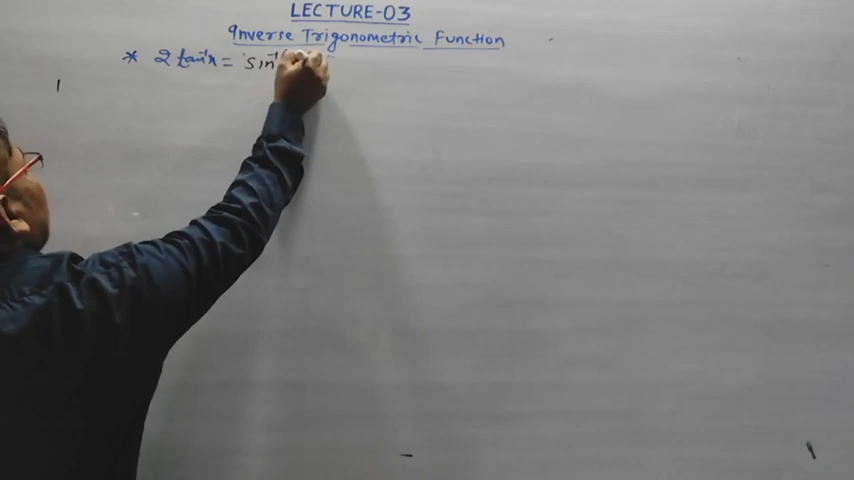 LECTURE-03
Inverse Trigonometric Function
* 2 tan⁻¹x = sin⁻¹(